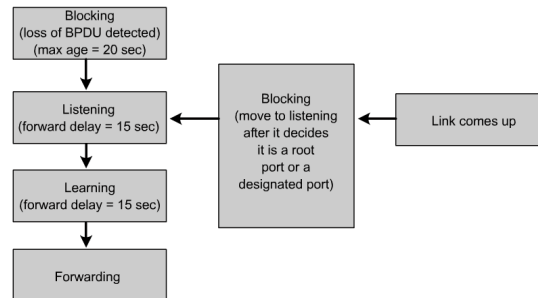 Blocking
(loss of BPDU detected)
(max age = 20 sec)
Listening
(forward delay = 15 sec)
Learning
(forward delay = 15 sec)
Forwarding
Blocking
(move to listening
after it decides
it is a root
port or a
designated port)
Link comes up